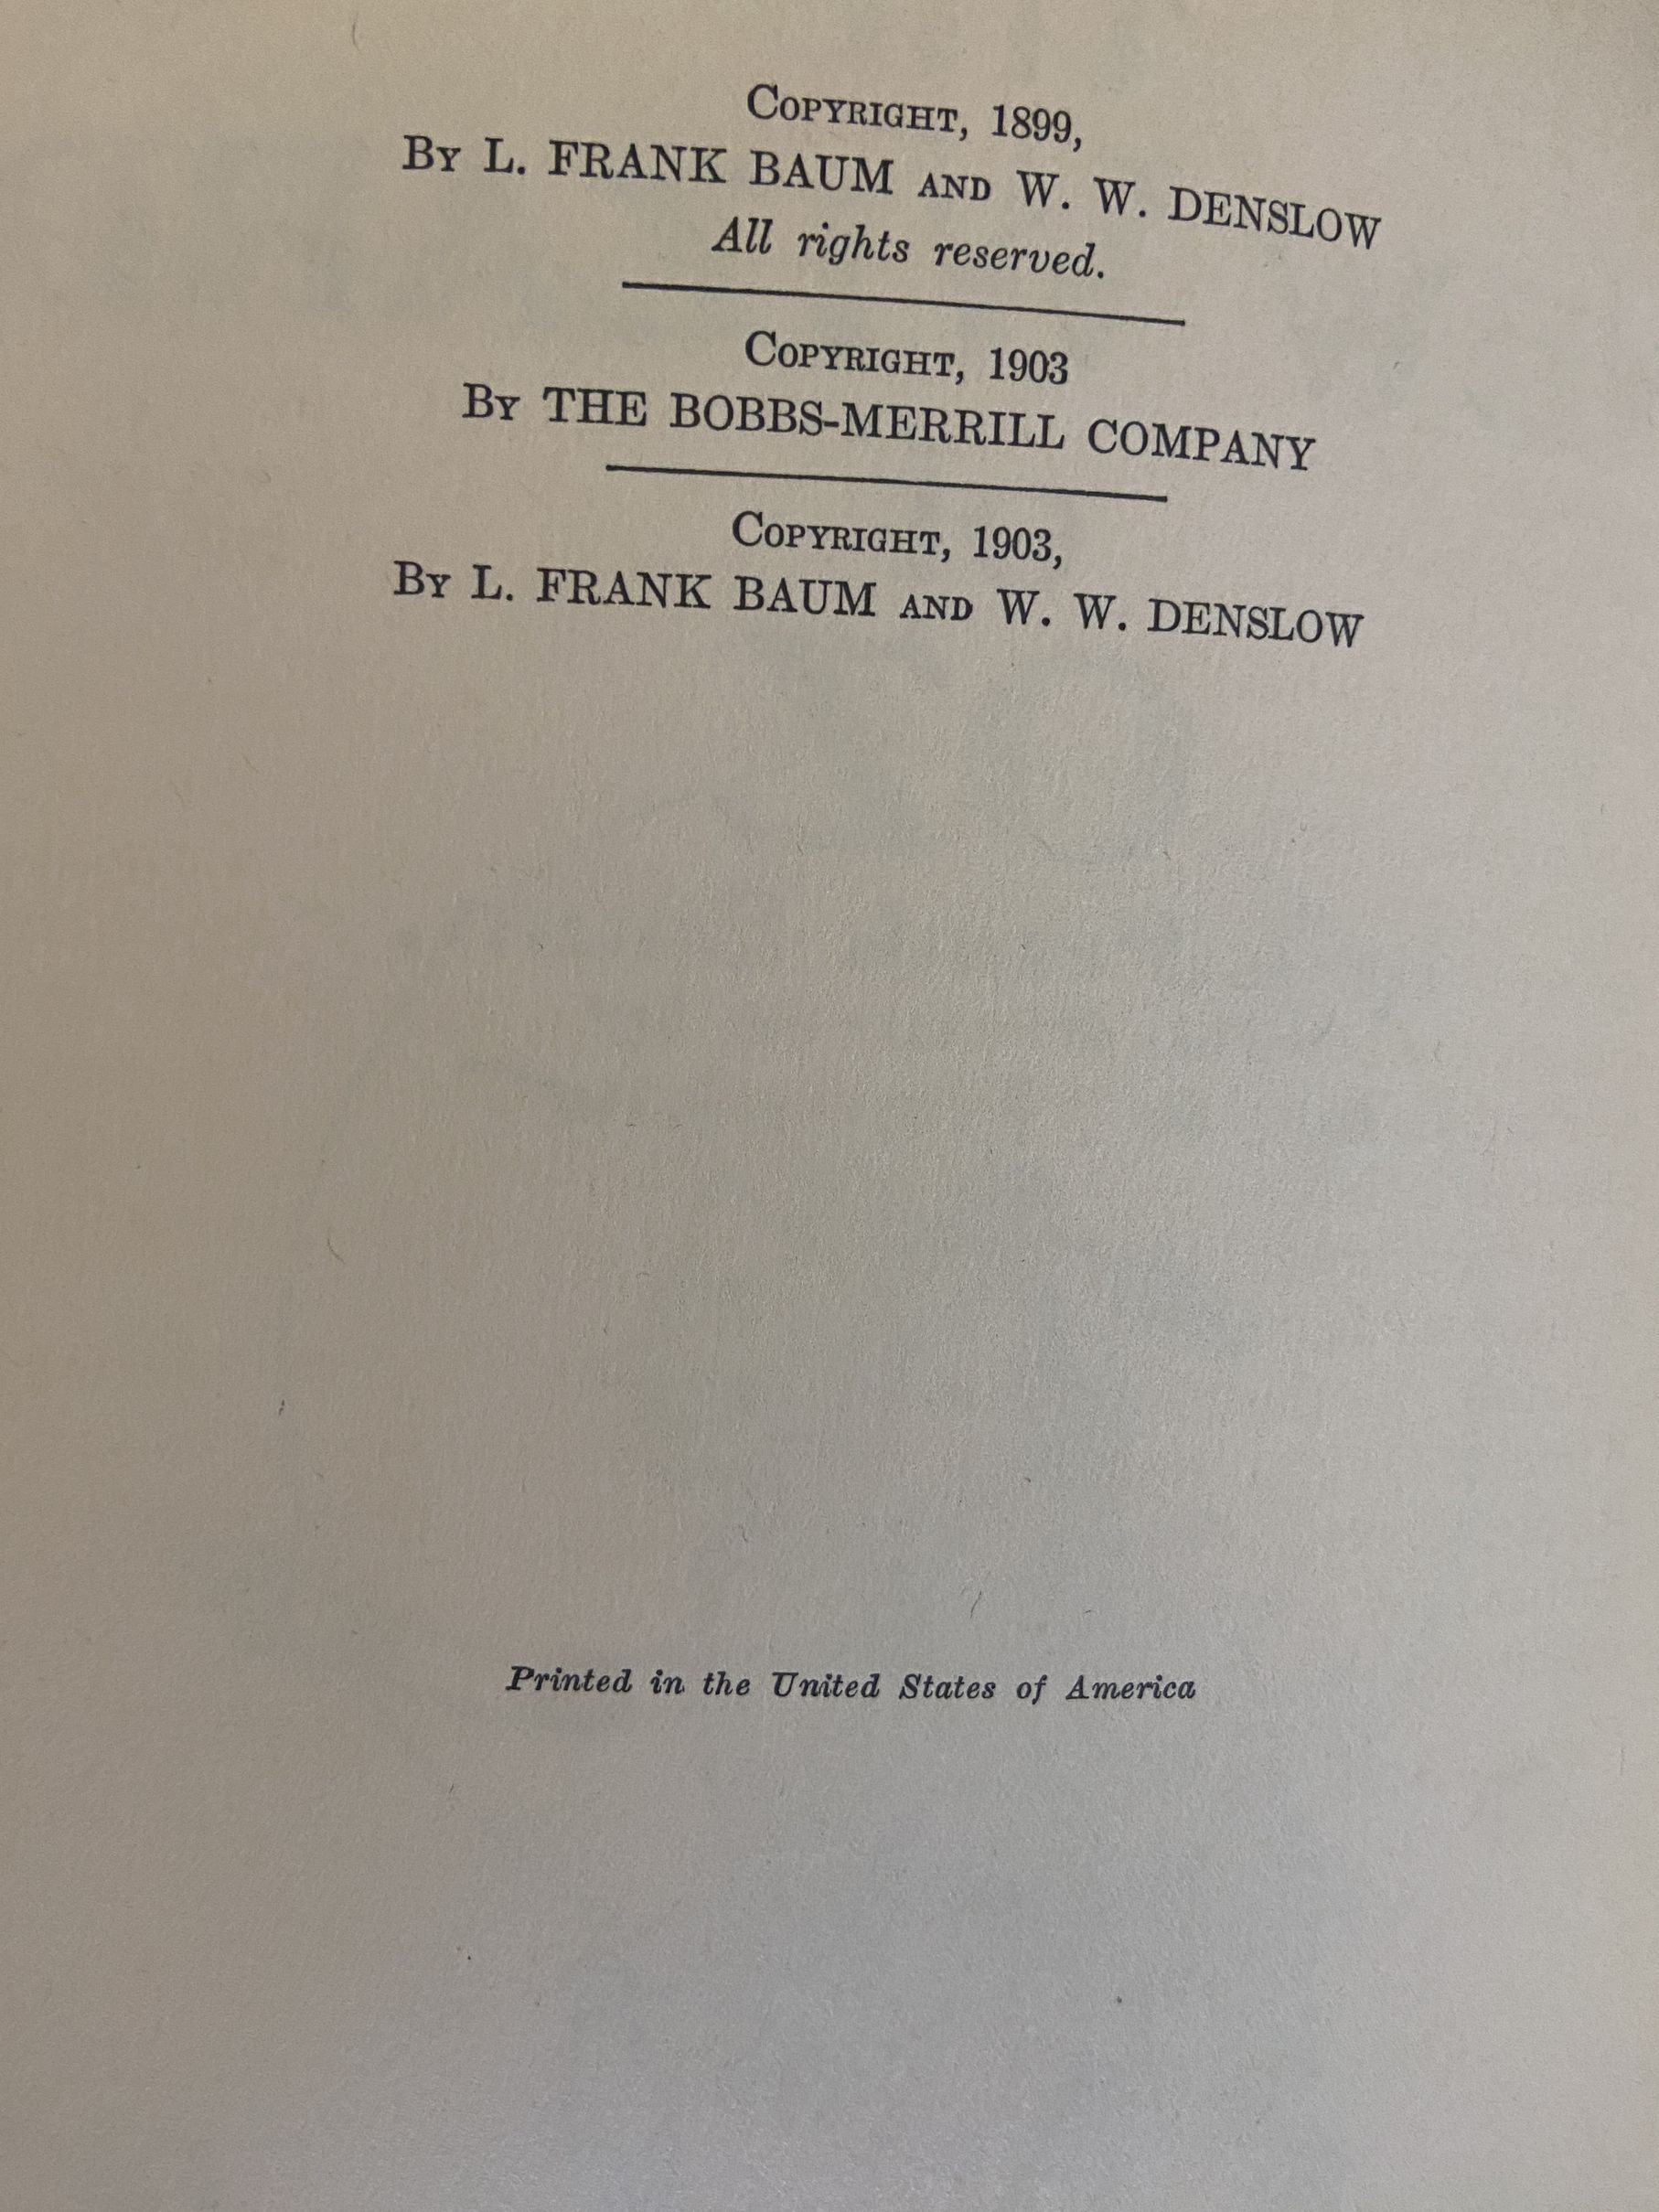 COPYRIGHT, 1899,
BY L. FRANK BAUM AND W. W. DENSLOW
All rights reserved.
COPYRIGHT, 1903
BY THE BOBBS-MERRILL COMPANY
COPYRIGHT, 1903,
BY L. FRANK BAUM AND W. W. DENSLOW
Printed in the United States of America